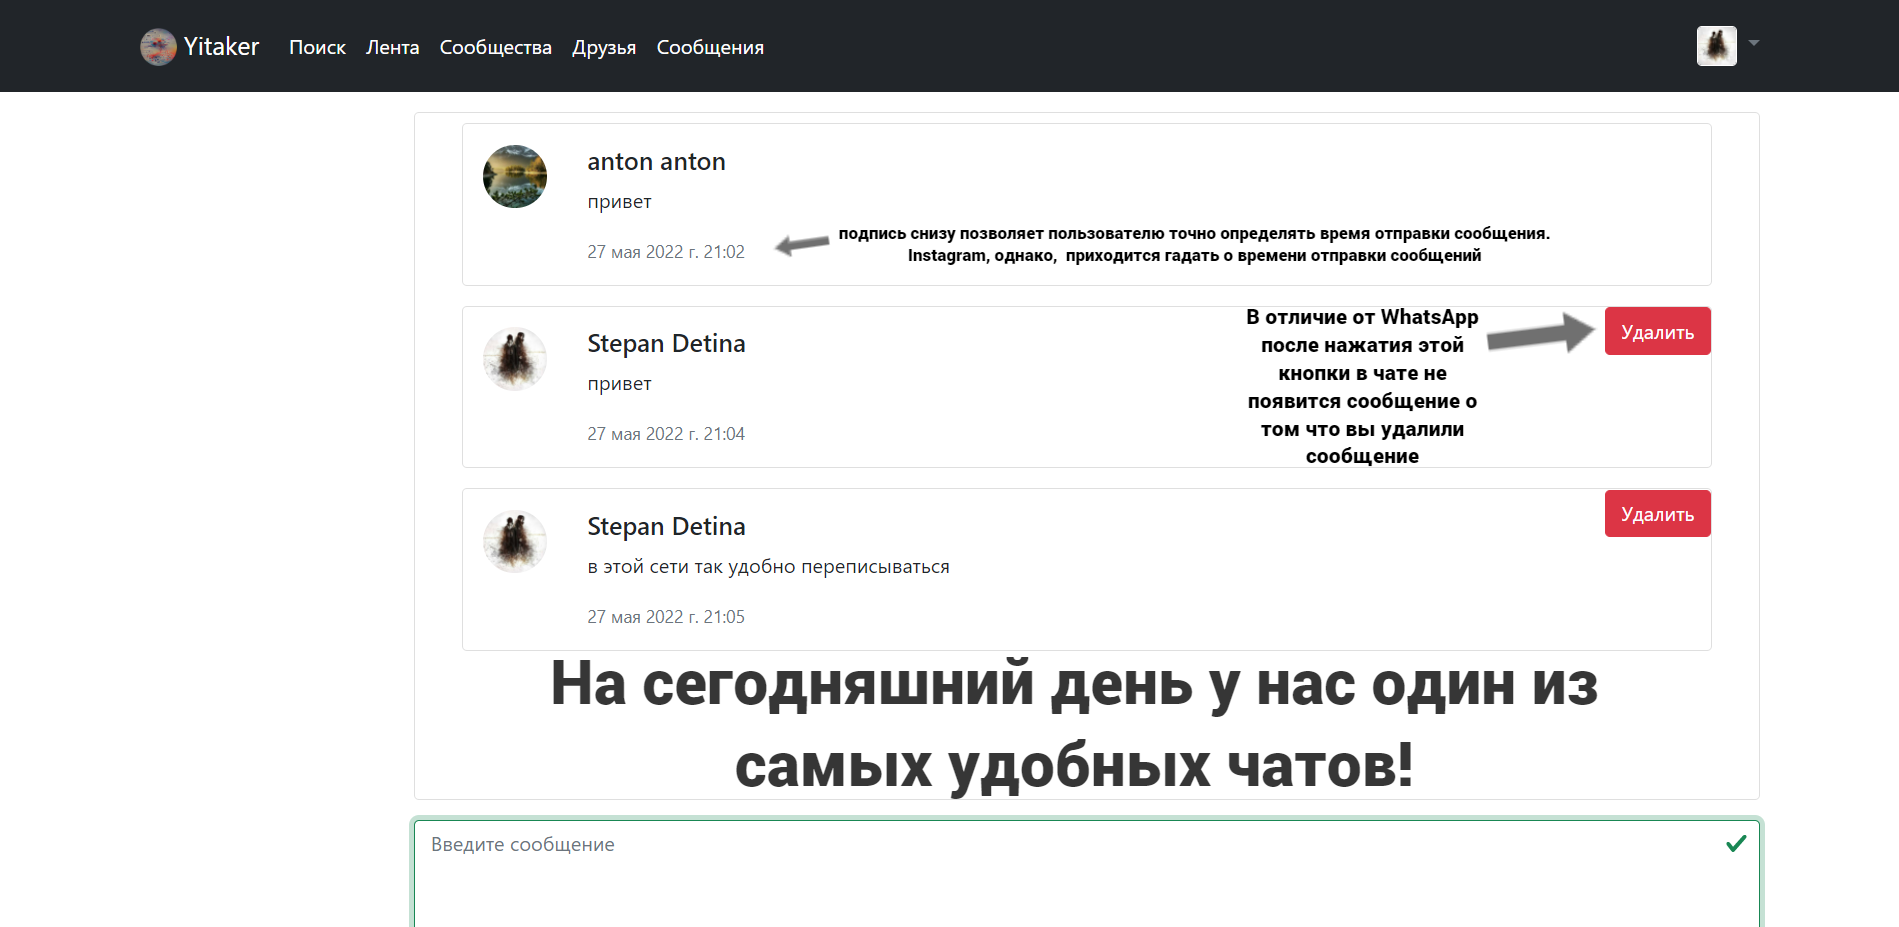 Yitaker Поиск Лента Сообщества Друзья Сообщения
anton anton
привет
27 мая 2022 г. 21:02
подпись снизу позволяет пользователю точно определять время отправки сообщения.
Instagram, однако, приходится гадать о времени отправки сообщений
Stepan Detina
привет
27 мая 2022 г. 21:04
В отличие от WhatsApp
после нажатия этой
кнопки в чате не
появится сообщение о
том что вы удалили
сообщение
Удалить
Stepan Detina
в этой сети так удобно переписываться
27 мая 2022 г. 21:05
Удалить
На сегодняшний день у нас один из
самых удобных чатов!
Введите сообщение